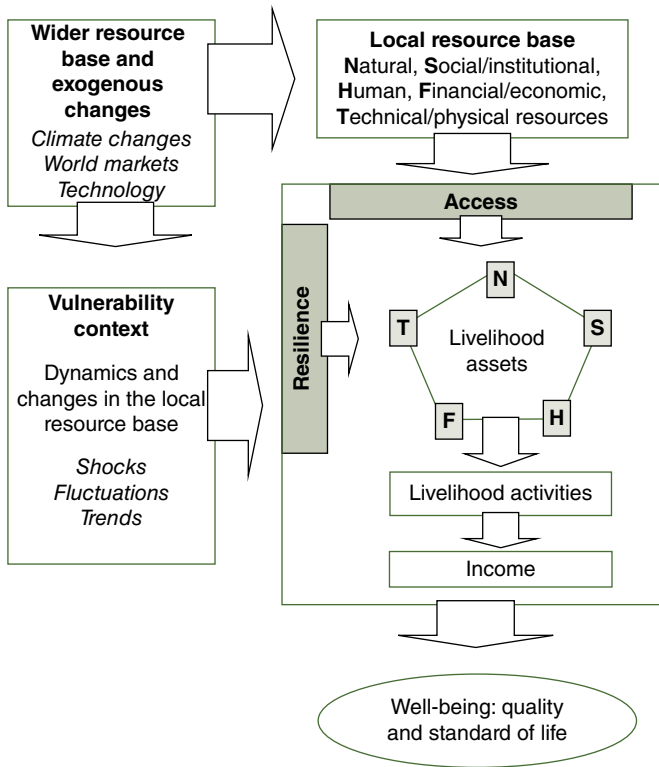 Wider resource
base and
exogenous
changes
Climate changes
World markets
Technology
Local resource base
Natural, Social/institutional,
Human, Financial/economic,
Technical/physical resources
Access
Vulnerability
context
Dynamics and
changes in the local
resource base
Shocks
Fluctuations
Trends
Resilience
N
T
S
Livelihood
assets
F
H
Livelihood activities
Income
Well-being: quality
and standard of life